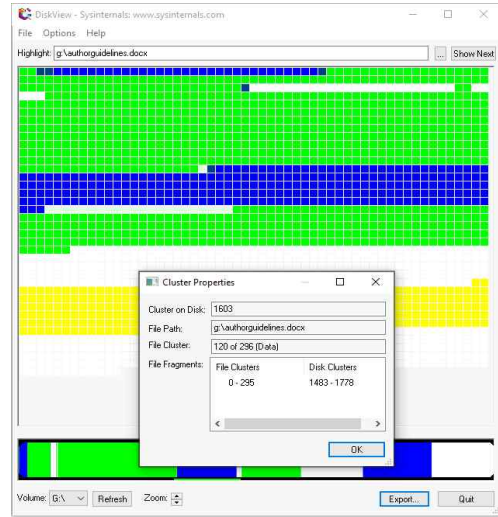 DiskView - Sysinternals: www.sysinternals.com
File Options Help
Highlight: g:\authorguidelines.docx ... Show Next
Cluster Properties
Cluster on Disk: 1603
File Path: g:\authorguidelines.docx
File Cluster: 120 of 296 (Data)
File Fragments: File Clusters Disk Clusters
0 - 295 1483 - 1778
OK
Volume: G:\ Refresh Zoom: Export... Quit